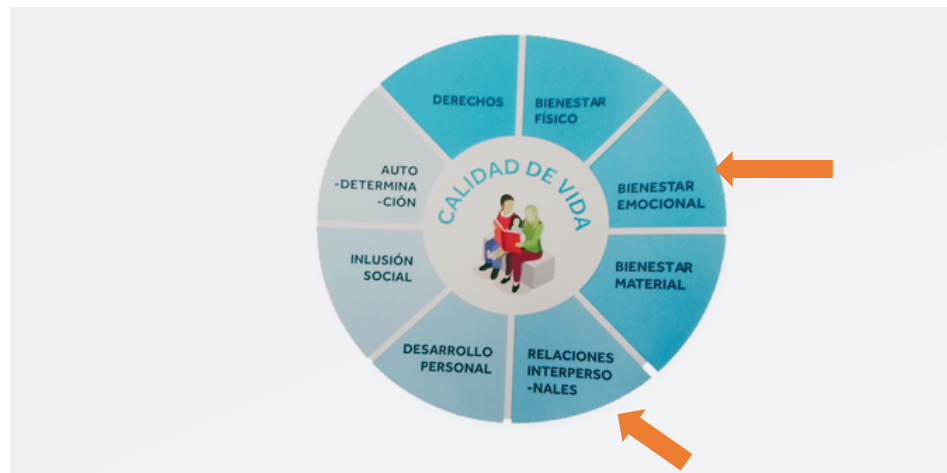 CALIDAD DE VIDA
DERECHOS
BIENESTAR
FÍSICO
BIENESTAR
EMOCIONAL
BIENESTAR
MATERIAL
RELACIONES
INTERPERSO
-NALES
DESARROLLO
PERSONAL
INLUSIÓN
SOCIAL
AUTO
-DETERMINA
-CIÓN